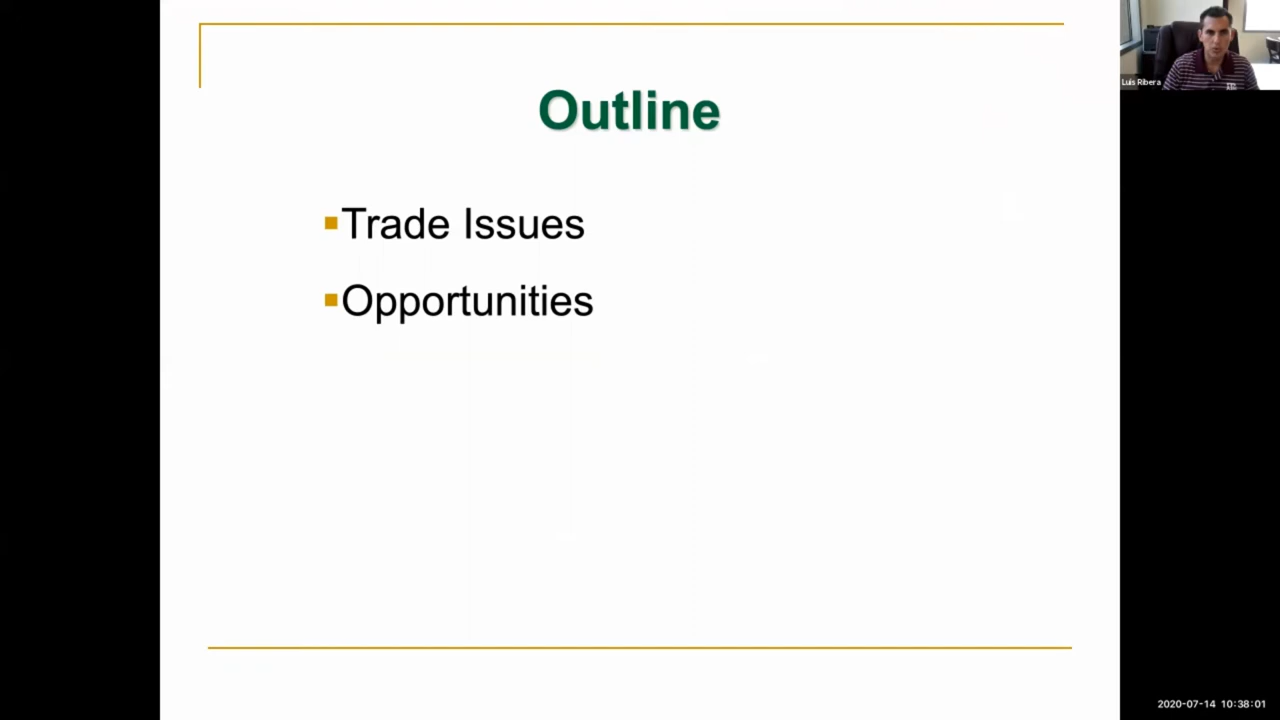 Outline
Trade Issues
Opportunities
Luis Ribera
2020-07-14 10:38:01